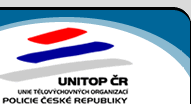 UNITOP ČR
UNIE TĚLOVÝCHOVNÝCH ORGANIZACÍ
POLICIE ČESKÉ REPUBLIKY